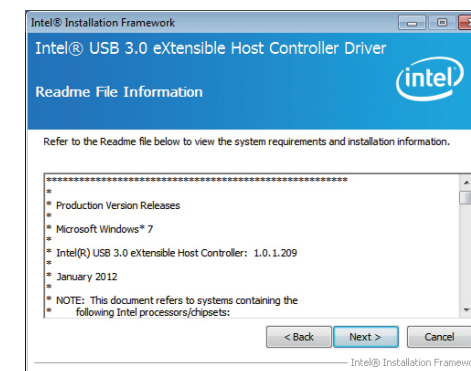 Intel® Installation Framework
Intel® USB 3.0 eXtensible Host Controller Driver
intel
Readme File Information
Refer to the Readme file below to view the system requirements and installation information.
*******************************************************
*
* Production Version Releases
*
* Microsoft Windows* 7
*
* Intel(R) USB 3.0 eXtensible Host Controller: 1.0.1.209
*
* January 2012
*
* NOTE: This document refers to systems containing the
* following Intel processors/chipsets:
< Back
Next >
Cancel
Intel® Installation Framewo